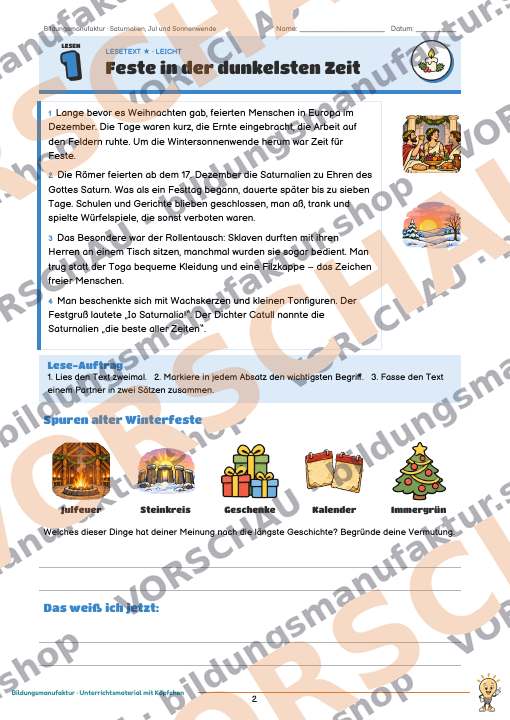 Bildungsmanufaktur · Saturnalien, Jul und Sonnenwende Name: Datum:
LESEN
1
LESETEXT ★ · LEICHT
Feste in der dunkelsten Zeit
1 Lange bevor es Weihnachten gab, feierten Menschen in Europa im
Dezember. Die Tage waren kurz, die Ernte eingebracht, die Arbeit auf
den Feldern ruhte. Um die Wintersonnenwende herum war Zeit für
Feste.
2 Die Römer feierten ab dem 17. Dezember die Saturnalien zu Ehren des
Gottes Saturn. Was als ein Festtag begann, dauerte später bis zu sieben
Tage. Schulen und Gerichte blieben geschlossen, man aß, trank und
spielte Würfelspiele, die sonst verboten waren.
3 Das Besondere war der Rollentausch: Sklaven durften mit ihren
Herren an einem Tisch sitzen, manchmal wurden sie sogar bedient. Man
trug statt der Toga bequeme Kleidung und eine Filzkappe – das Zeichen
freier Menschen.
4 Man beschenkte sich mit Wachskerzen und kleinen Tonfiguren. Der
Festgruß lautete „Io Saturnalia!“. Der Dichter Catull nannte die
Saturnalien „die beste aller Zeiten“.
Lese-Auftrag
1. Lies den Text zweimal. 2. Markiere in jedem Absatz den wichtigsten Begriff. 3. Fasse den Text
einem Partner in zwei Sätzen zusammen.
Spuren alter Winterfeste
Julfeuer Steinkreis Geschenke Kalender Immergrün
Welches dieser Dinge hat deiner Meinung nach die längste Geschichte? Begründe deine Vermutung.
Das weiß ich jetzt:
Bildungsmanufaktur · Unterrichtsmaterial mit Köpfchen
2
VORSCHAU · bildungsmanufaktur.shop
VORSCHAU